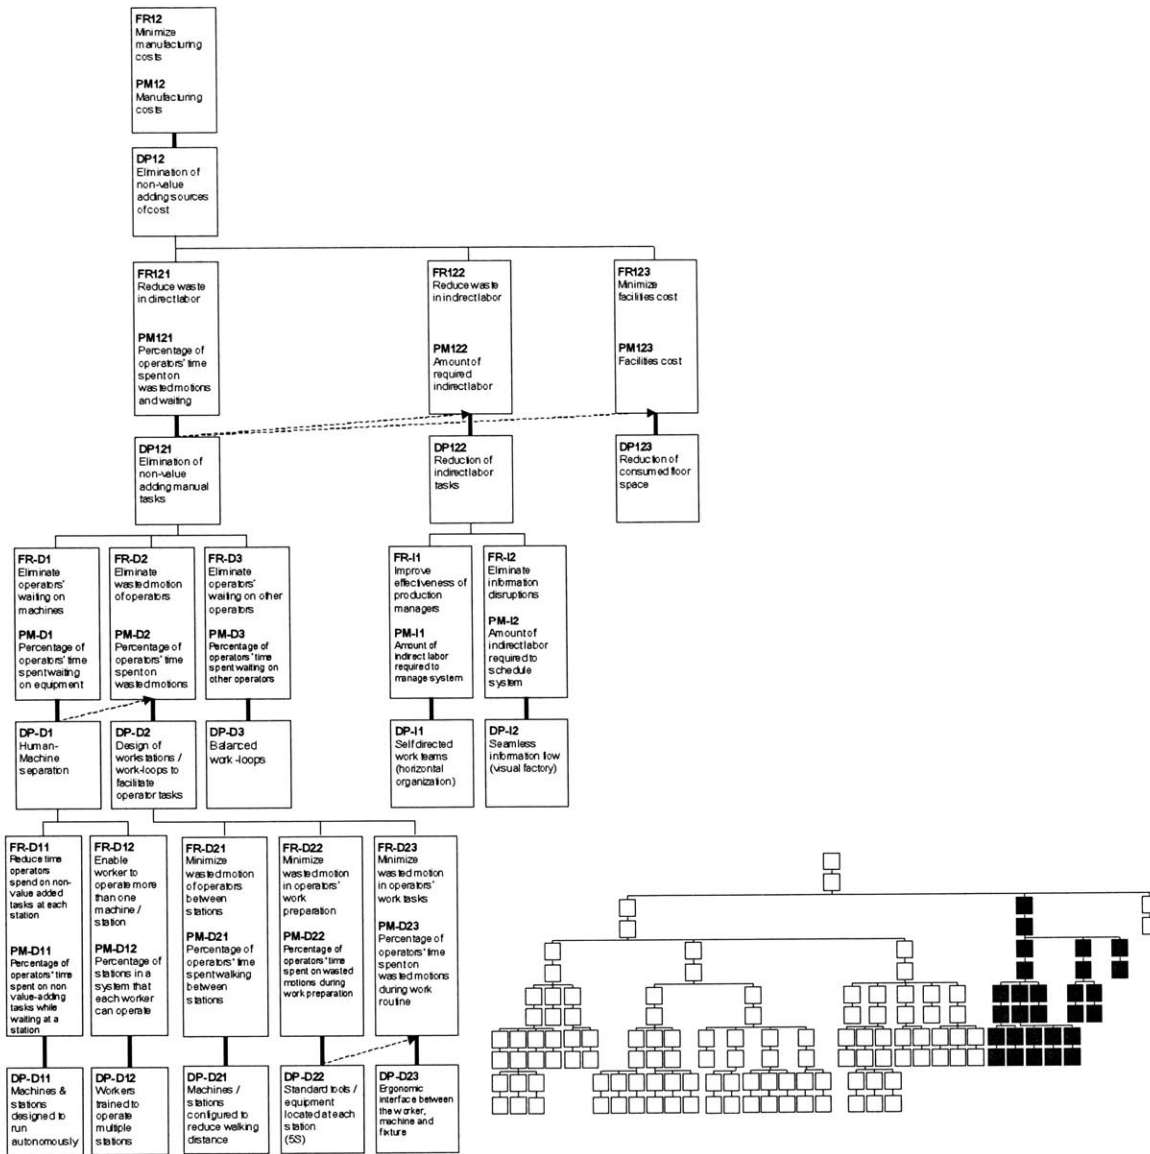 FR12
Minimize
manufacturing
costs
PM12
Manufacturing
costs
DP12
Elimination of
non-value
adding sources
of cost
FR121
Reduce waste
in direct labor
PM121
Percentage of
operators' time
spent on
wasted motions
and waiting
FR122
Reduce waste
in indirect labor
PM122
Amount of
required
indirect labor
FR123
Minimize
facilities cost
PM123
Facilities cost
DP121
Elimination of
non-value
adding manual
tasks
DP122
Reduction of
indirect labor
tasks
DP123
Reduction of
consumed floor
space
FR-D1
Eliminate
operators'
waiting on
machines
PM-D1
Percentage of
operators' time
spent waiting
on equipment
FR-D2
Eliminate
wasted motion
of operators
PM-D2
Percentage of
operators' time
spent on
wasted motions
FR-D3
Eliminate
operators'
waiting on other
operators
PM-D3
Percentage of
operators' time
spent waiting on
other operators
FR-I1
Improve
effectiveness of
production
managers
PM-I1
Amount of
indirect labor
required to
manage system
FR-I2
Eliminate
information
disruptions
PM-I2
Amount of
indirect labor
required to
schedule
system
DP-D1
Human-
Machine
separation
DP-D2
Design of
workstations /
work-loops to
facilitate
operator tasks
DP-D3
Balanced
work -loops
DP-I1
Self directed
work teams
(horizontal
organization)
DP-I2
Seamless
information flow
(visual factory)
FR-D11
Reduce time
operators
spend on non-
value added
tasks at each
station
PM-D11
Percentage of
operators' time
spent on non
value-adding
tasks while
waiting at a
station
FR-D12
Enable
worker to
operate more
than one
machine /
station
PM-D12
Percentage of
stations in a
system that
each worker
can operate
FR-D21
Minimize
wasted motion
of operators
between
stations
PM-D21
Percentage of
operators' time
spent walking
between
stations
FR-D22
Minimize
wasted motion
in operators'
work
preparation
PM-D22
Percentage of
operators' time
spent on wasted
motions during
work preparation
FR-D23
Minimize
wasted motion
in operators'
work tasks
PM-D23
Percentage of
operators' time
spent on
wasted motions
during work
routine
DP-D11
Machines &
stations
designed to
run
autonomously
DP-D12
Workers
trained to
operate
multiple
stations
DP-D21
Machines /
stations
configured to
reduce walking
distance
DP-D22
Standard tools /
equipment
located at each
station
(5S)
DP-D23
Ergonomic
interface between
the worker,
machine and
fixture